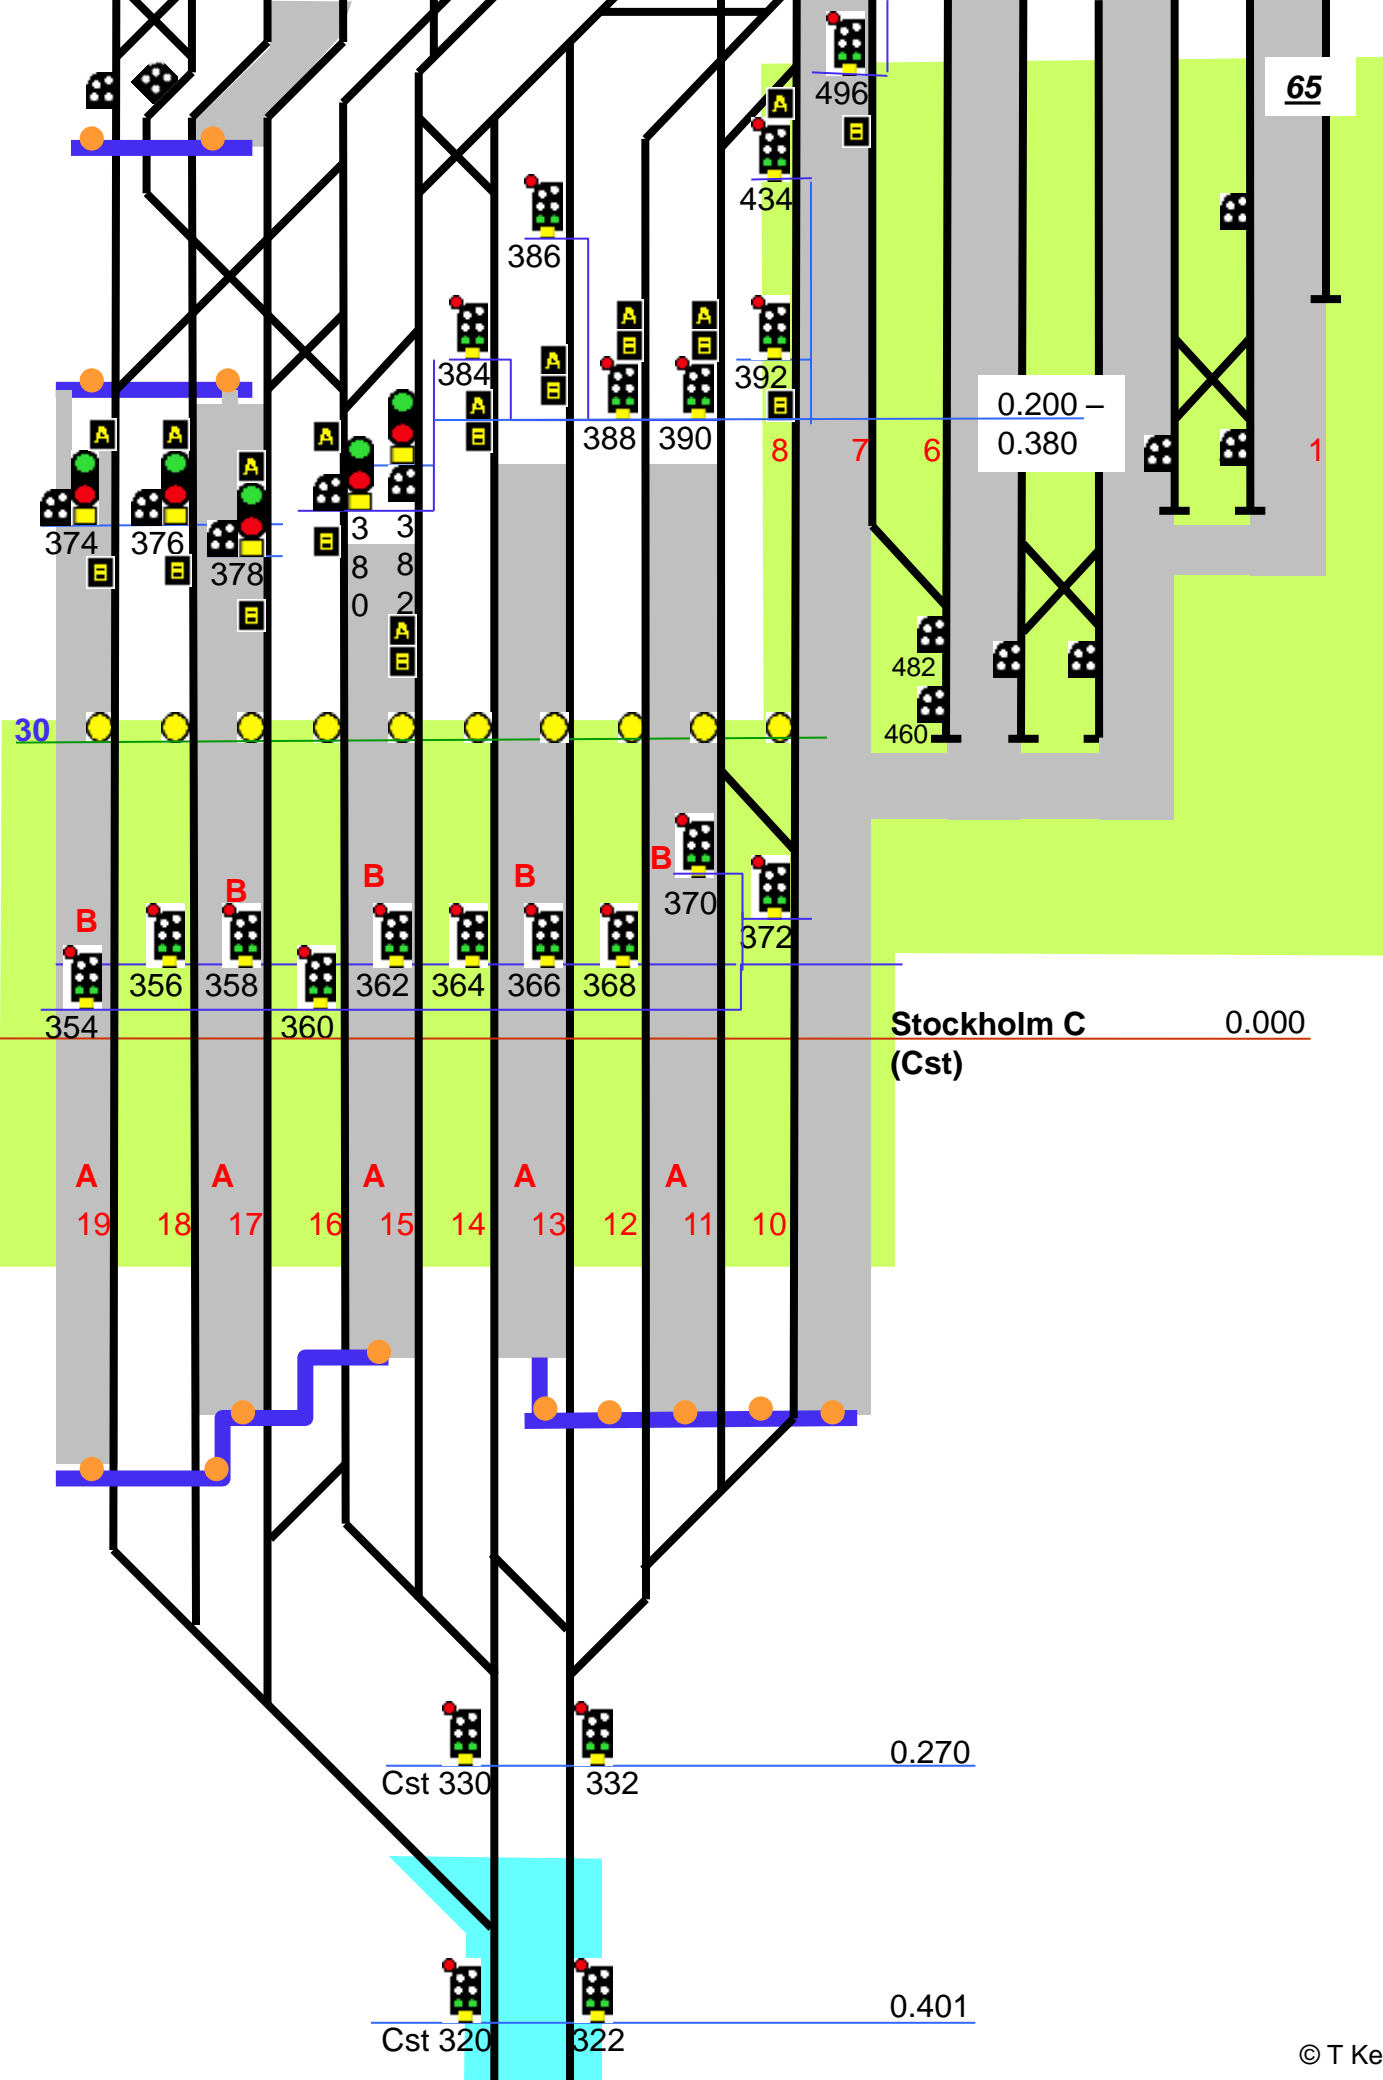 496
65
A
B
434
386
A
A
384
A
B
B
392
0.200 –
A
B
A
B
B
388
390
0.380
8
7
6
1
A
A
A
A
B
374
376
378
3
8
0
3
8
2
B
B
B
B
A
B
482
30
460
B
B
B
B
B
370
372
356
358
362
364
366
368
354
360
Stockholm C
0.000
(Cst)
A
A
A
A
A
19
18
17
16
15
14
13
12
11
10
0.270
Cst 330
332
0.401
Cst 320
322
© T Ke